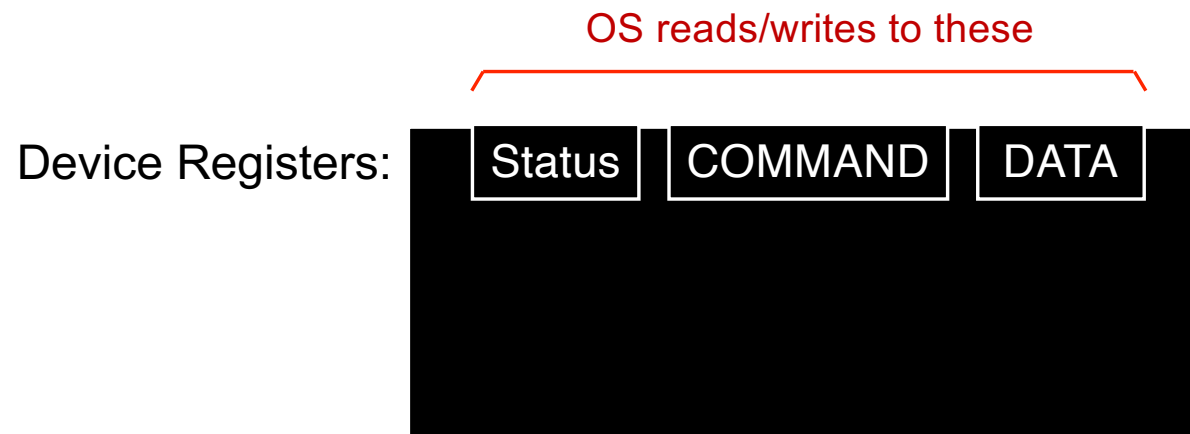 OS reads/writes to these
Device Registers: Status COMMAND DATA